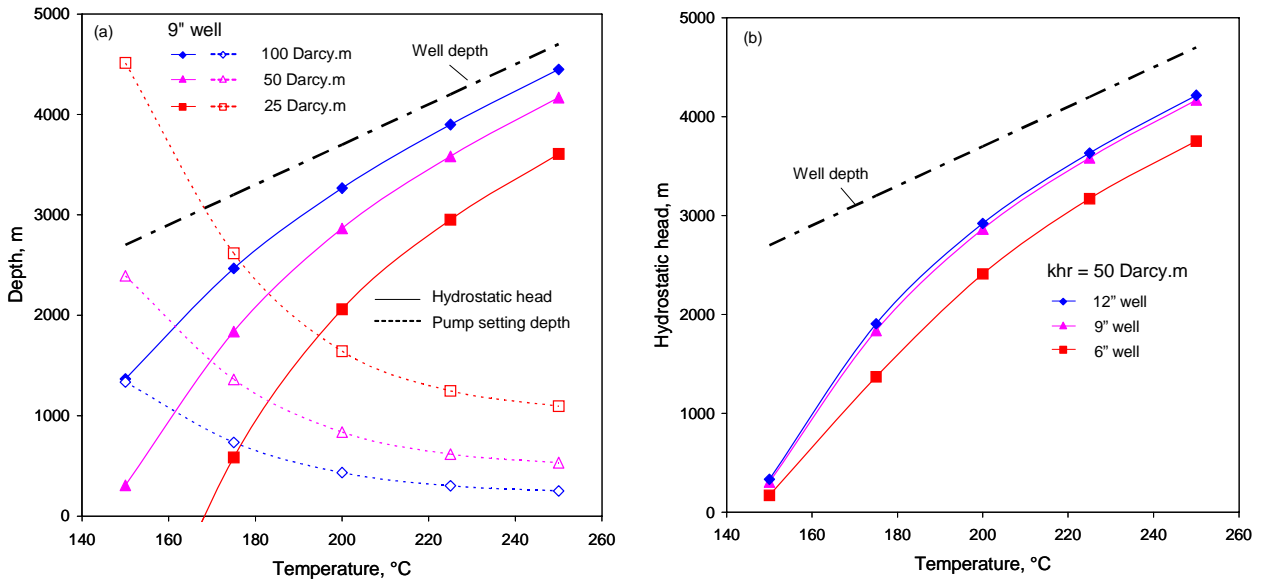 (a)
9" well
100 Darcy.m
50 Darcy.m
25 Darcy.m
Well depth
Hydrostatic head
Pump setting depth
Depth, m
5000
4000
3000
2000
1000
0
140 160 180 200 220 240 260
Temperature, °C
(b)
Well depth
khr = 50 Darcy.m
12” well
9” well
6” well
Hydrostatic head, m
5000
4000
3000
2000
1000
0
140 160 180 200 220 240 260
Temperature, °C